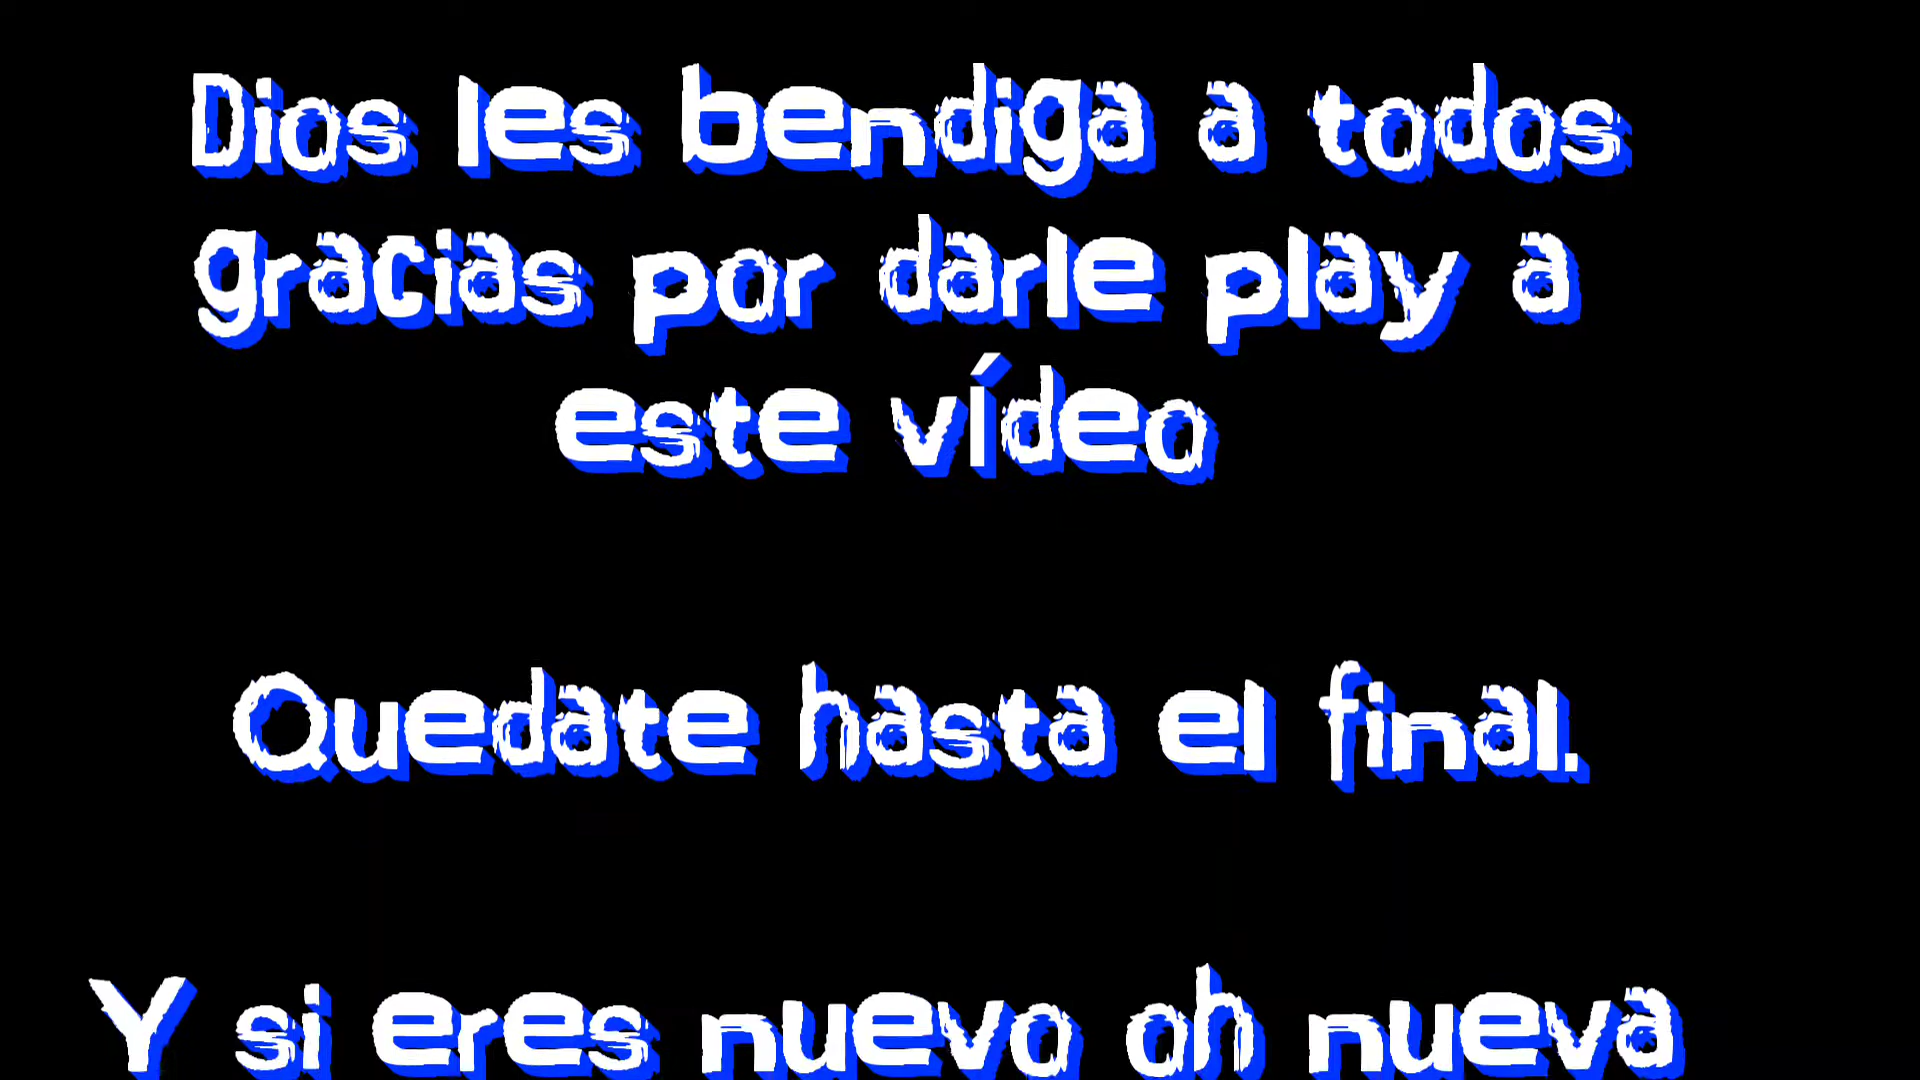 Dios les bendiga a todos
gracias por darle play a
este vídeo
Quedate hasta el final.
Y si eres nuevo oh nueva